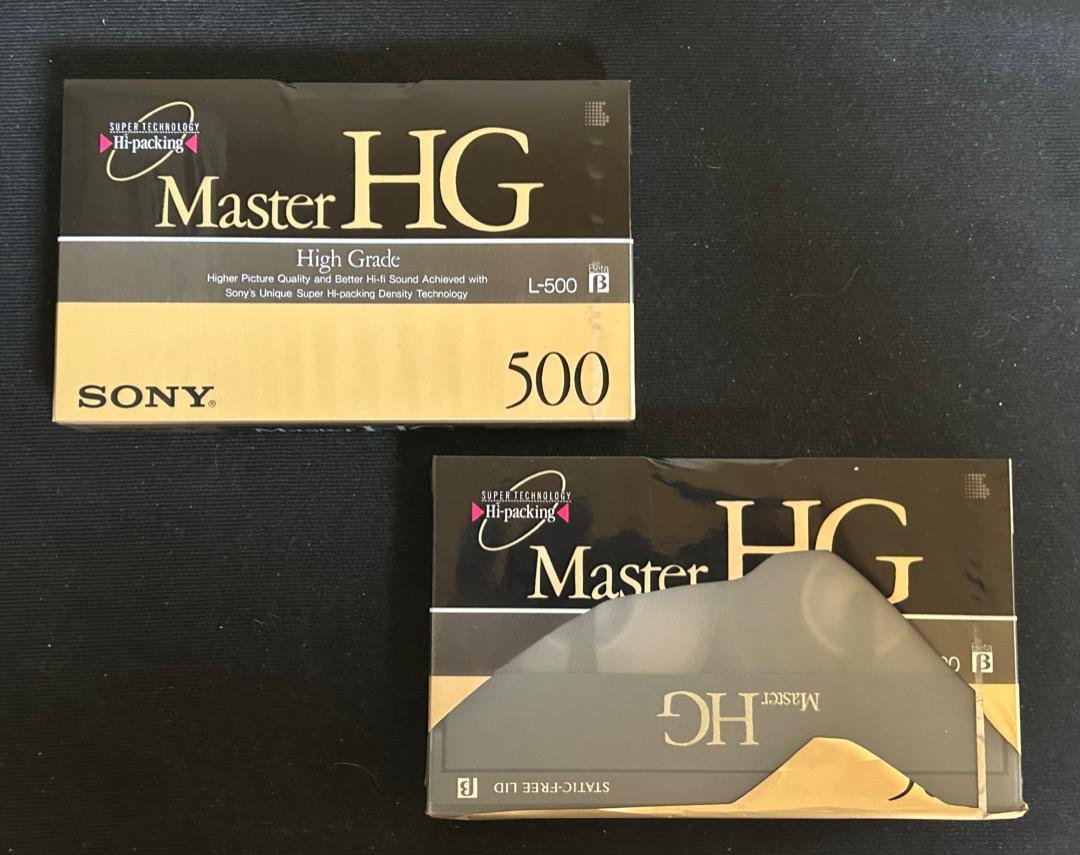 SUPER TECHNOLOGY
Hi-packing
Master HG
High Grade
Higher Picture Quality and Better Hi-fi Sound Achieved with
Sony's Unique Super Hi-packing Density Technology
L-500
Beta
β
500
SONY®
Master HG
SUPER TECHNOLOGY
Hi-packing
Master HG
Beta
β
Master HG
STATIC-FREE LID
β